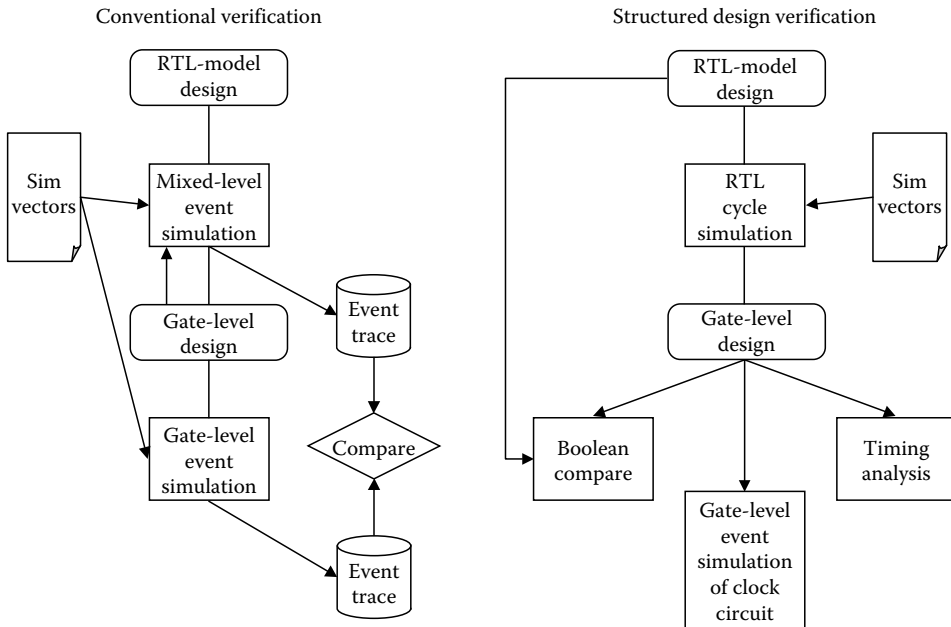 Conventional verification
RTL-model
design
Sim
vectors
Mixed-level
event
simulation
Event
trace
Gate-level
design
Compare
Gate-level
event
simulation
Event
trace
Structured design verification
RTL-model
design
RTL
cycle
simulation
Sim
vectors
Gate-level
design
Boolean
compare
Timing
analysis
Gate-level
event
simulation
of clock
circuit